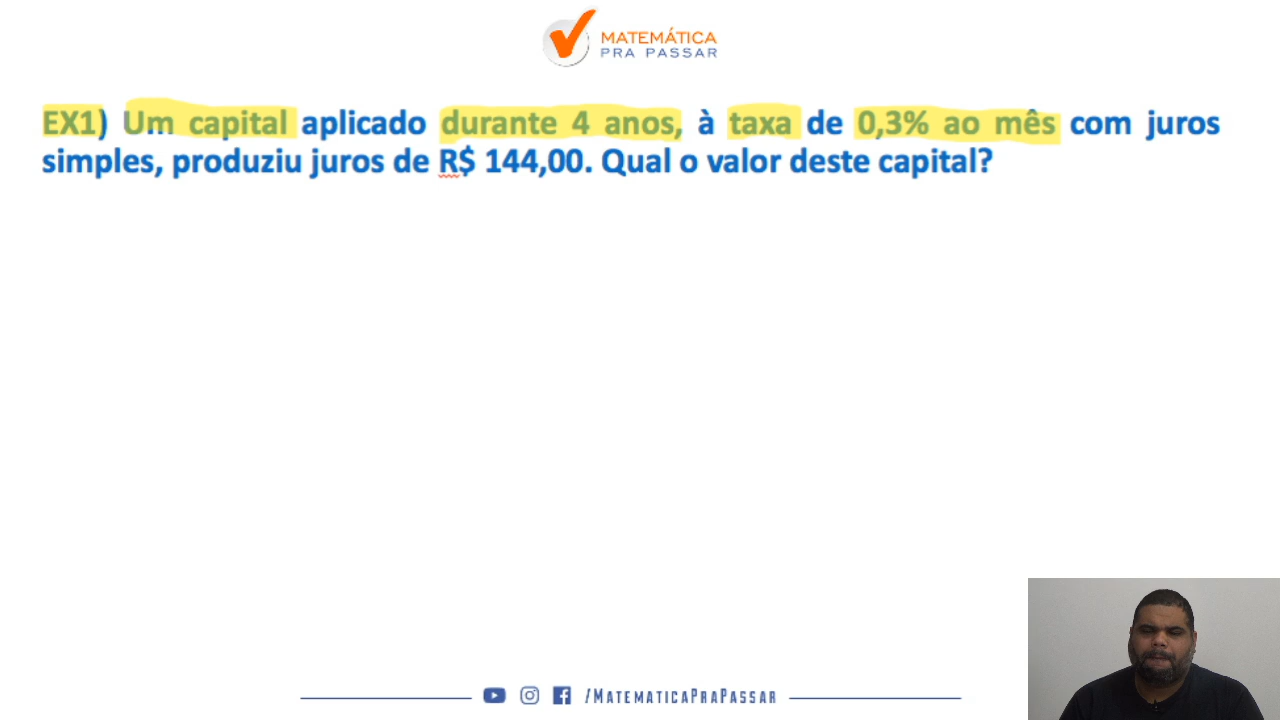 MATEMÁTICA
PRA PASSAR
EX1) Um capital aplicado durante 4 anos, à taxa de 0,3% ao mês com juros
simples, produziu juros de R$ 144,00. Qual o valor deste capital?
/MATEMATICAPRAPASSAR